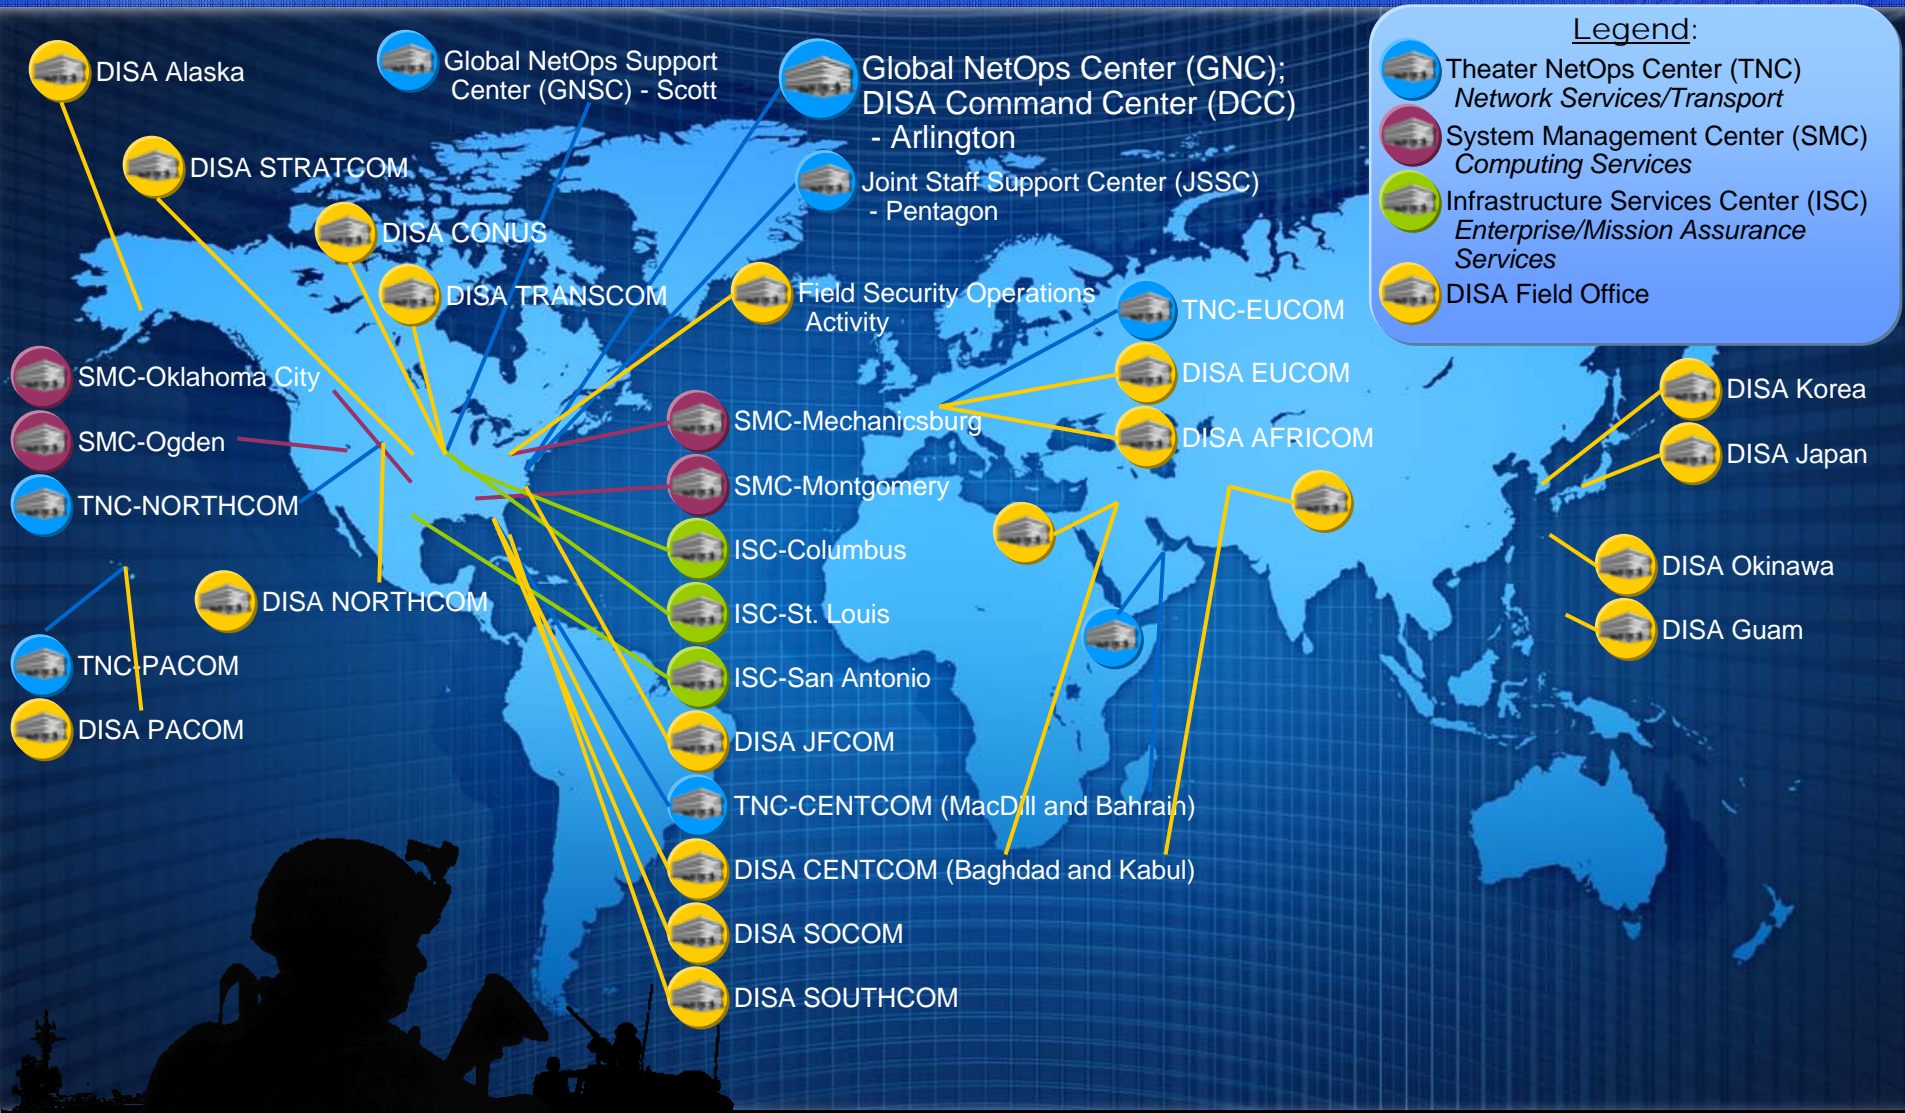 Legend:
Theater NetOps Center (TNC)
Network Services/Transport
System Management Center (SMC)
Computing Services
Infrastructure Services Center (ISC)
Enterprise/Mission Assurance
Services
DISA Field Office
DISA Alaska
Global NetOps Support
Center (GNSC) - Scott
Global NetOps Center (GNC);
DISA Command Center (DCC)
- Arlington
DISA STRATCOM
Joint Staff Support Center (JSSC)
- Pentagon
DISA CONUS
DISA TRANSCOM
Field Security Operations
Activity
TNC-EUCOM
DISA EUCOM
DISA AFRICOM
SMC-Oklahoma City
SMC-Ogden
TNC-NORTHCOM
DISA NORTHCOM
TNC-PACOM
DISA PACOM
SMC-Mechanicsburg
SMC-Montgomery
ISC-Columbus
ISC-St. Louis
ISC-San Antonio
DISA JFCOM
TNC-CENTCOM (MacDill and Bahrain)
DISA CENTCOM (Baghdad and Kabul)
DISA SOCOM
DISA SOUTHCOM
DISA Korea
DISA Japan
DISA Okinawa
DISA Guam